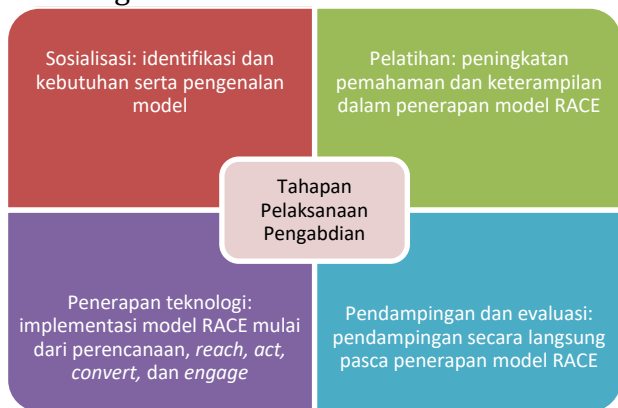 Sosialisasi: identifikasi dan
kebutuhan serta pengenalan
model
Pelatihan: peningkatan
pemahaman dan keterampilan
dalam penerapan model RACE
Tahapan
Pelaksanaan
Pengabdian
Penerapan teknologi:
implementasi model RACE mulai
dari perencanaan, reach, act,
convert, dan engage
Pendampingan dan evaluasi:
pendampingan secara langsung
pasca penerapan model RACE